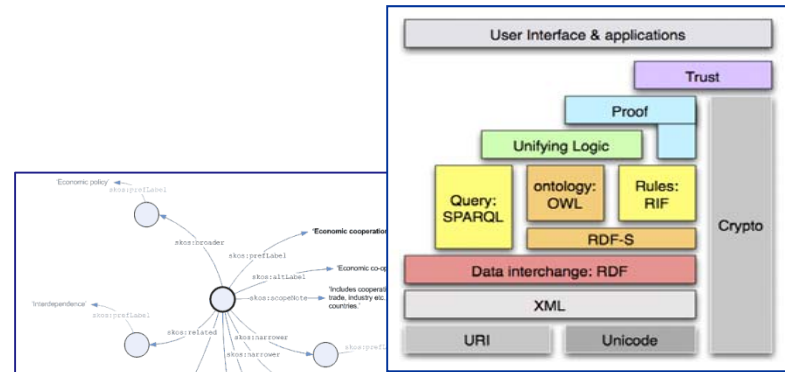 User Interface & applications
Trust
Proof
Unifying Logic
Query:
SPARQL
ontology:
OWL
Rules:
RIF
Crypto
RDF-S
Data interchange: RDF
XML
URI
Unicode
'Economic policy'
skos:prefLabel
skos:broader
'Economic cooperation
skos:prefLabel
skos:altLabel
'Economic co-op
skos:scopeNote
'Includes cooperati
trade, industry etc.
countries.'
'Interdependence'
skos:prefLabel
skos:related
skos:narrower
skos:narrower
skos:prefL